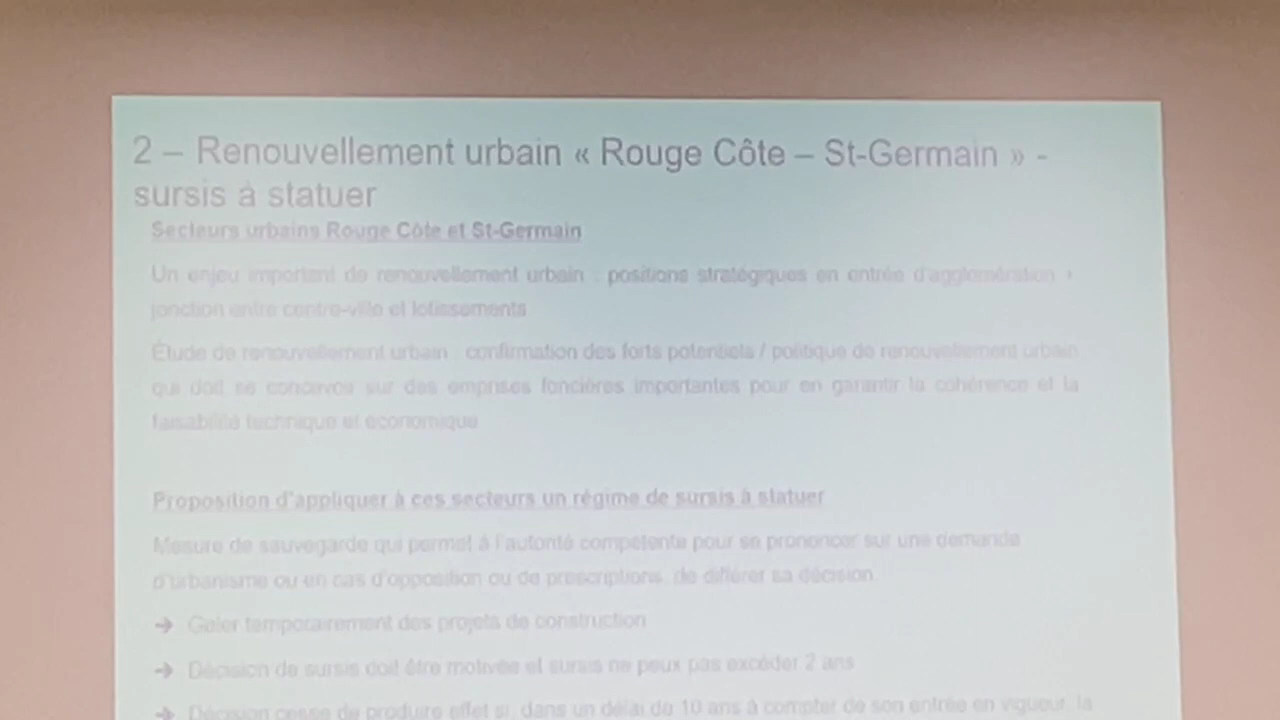 2 – Renouvellement urbain « Rouge Côte – St-Germain » -
sursis à statuer
Secteurs urbains Rouge Côte et St-Germain
Un enjeu important de renouvellement urbain : positions stratégiques en entrée d'agglomération +
jonction entre centre-ville et lotissements
Étude de renouvellement urbain : confirmation des forts potentiels / politique de renouvellement urbain
qui doit se concevoir sur des emprises foncières importantes pour en garantir la cohérence et la
faisabilité technique et économique
Proposition d'appliquer à ces secteurs un régime de sursis à statuer
Mesure de sauvegarde qui permet à l'autorité compétente pour se prononcer sur une demande
d'urbanisme ou en cas d'opposition ou de prescriptions, de différer sa décision
➔ Geler temporairement des projets de construction
➔ Décision de sursis doit être motivée et sursis ne peux pas excéder 2 ans
➔ Décision cesse de produire effet si, dans un délai de 10 ans à compter de son entrée en vigueur, la